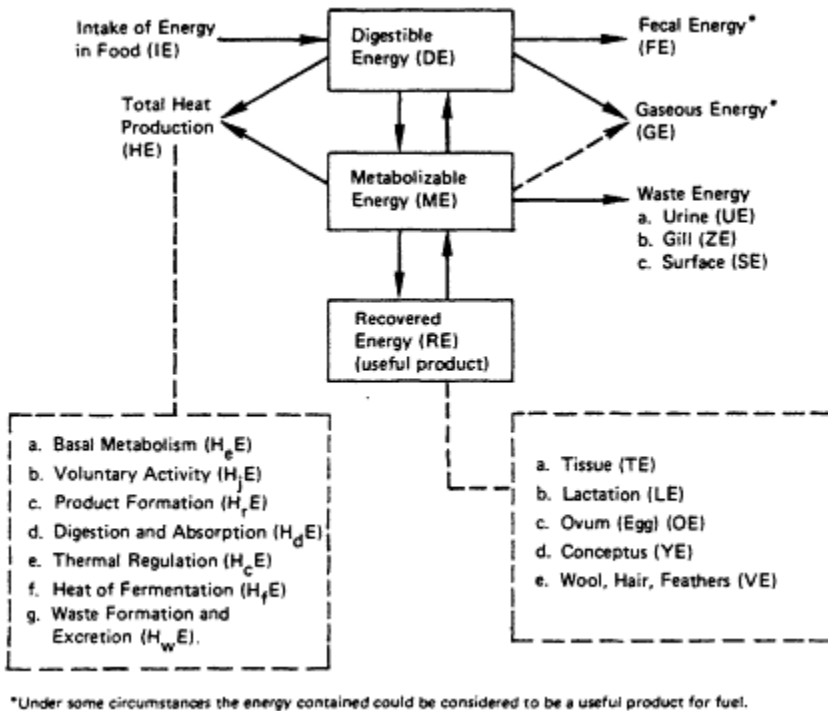 Intake of Energy
in Food (IE)
Digestible
Energy (DE)
Fecal Energy*
(FE)
Total Heat
Production
(HE)
Gaseous Energy*
(GE)
Metabolizable
Energy (ME)
Waste Energy
a. Urine (UE)
b. Gill (ZE)
c. Surface (SE)
Recovered
Energy (RE)
(useful product)
a. Basal Metabolism (HeE)
b. Voluntary Activity (HjE)
c. Product Formation (HrE)
d. Digestion and Absorption (HdE)
e. Thermal Regulation (HcE)
f. Heat of Fermentation (HfE)
g. Waste Formation and
Excretion (HwE).
a. Tissue (TE)
b. Lactation (LE)
c. Ovum (Egg) (OE)
d. Conceptus (YE)
e. Wool, Hair, Feathers (VE)
*Under some circumstances the energy contained could be considered to be a useful product for fuel.